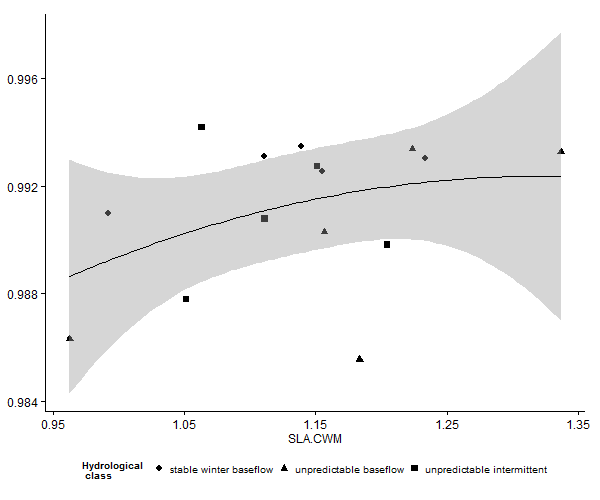 0.996
0.992
0.988
0.984
0.95 1.05 1.15 1.25 1.35
SLA.CWM
Hydrological
class
stable winter baseflow unpredictable baseflow unpredictable intermittent